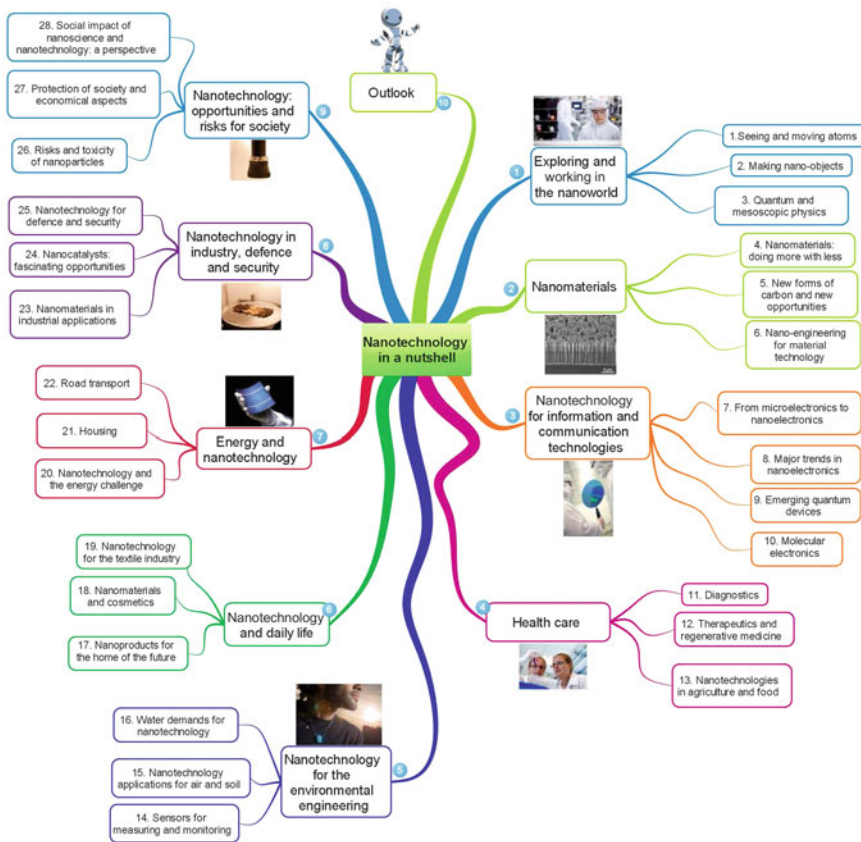 Nanotechnology
in a nutshell
1
Exploring and
working in
the nanoworld
1.Seeing and moving atoms
2. Making nano-objects
3. Quantum and
mesoscopic physics
2
Nanomaterials
4. Nanomaterials:
doing more with less
5. New forms of
carbon and new
opportunities
6. Nano-engineering
for material
technology
3
Nanotechnology
for information and
communication
technologies
7. From microelectronics to
nanoelectronics
8. Major trends in
nanoelectronics
9. Emerging quantum
devices
10. Molecular
electronics
4
Health care
11. Diagnostics
12. Therapeutics and
regenerative medicine
13. Nanotechnologies
in agriculture and food
5
Nanotechnology
for the
environmental
engineering
16. Water demands for
nanotechnology
15. Nanotechnology
applications for air and soil
14. Sensors for
measuring and monitoring
6
Nanotechnology
and daily life
19. Nanotechnology
for the textile industry
18. Nanomaterials
and cosmetics
17. Nanoproducts for
the home of the future
7
Energy and
nanotechnology
22. Road transport
21. Housing
20. Nanotechnology and
the energy challenge
8
Nanotechnology in
industry, defence
and security
25. Nanotechnology for
defence and security
24. Nanocatalysts:
fascinating opportunities
23. Nanomaterials in
industrial applications
9
Nanotechnology:
opportunities and
risks for society
28. Social impact of
nanoscience and
nanotechnology: a perspective
27. Protection of society and
economical aspects
26. Risks and toxicity
of nanoparticles
10
Outlook